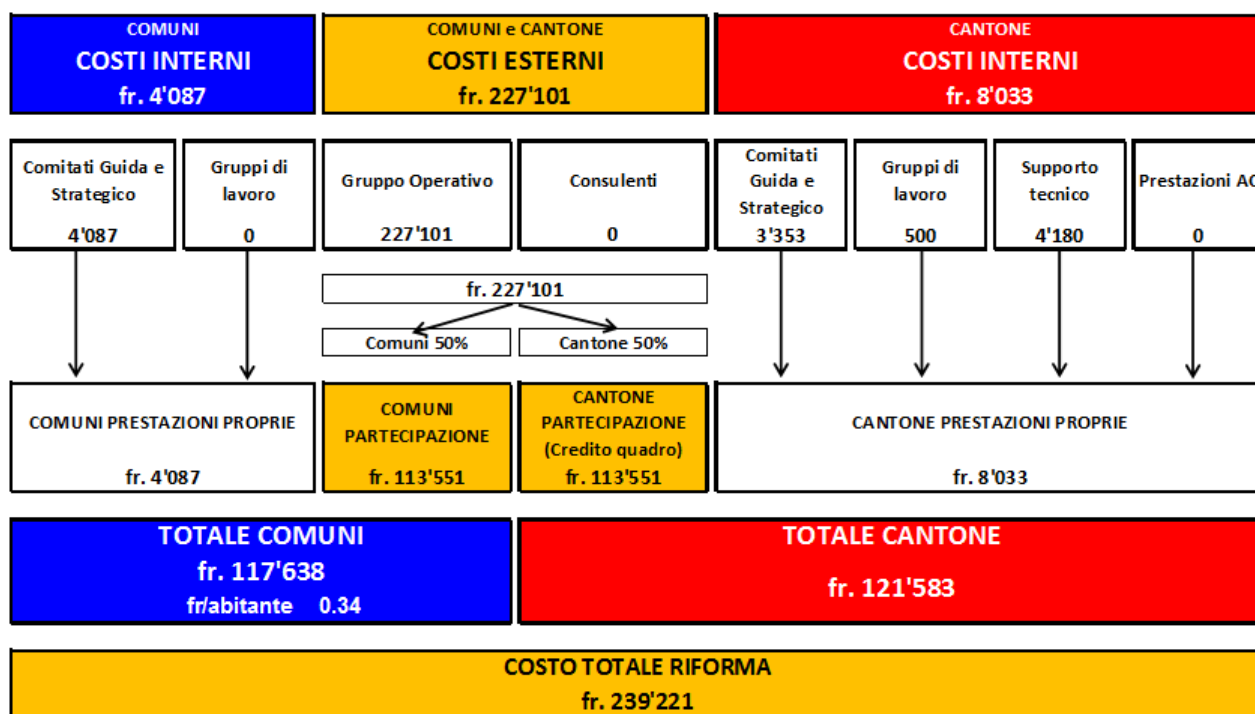 COMUNI
COSTI INTERNI
fr. 4'087
COMUNI e CANTONE
COSTI ESTERNI
fr. 227'101
CANTONE
COSTI INTERNI
fr. 8'033
Comitati Guida e
Strategico
4'087
Gruppi di
lavoro
0
Gruppo Operativo
227'101
Consulenti
0
Comitati
Guida e
Strategico
3'353
Gruppi di
lavoro
500
Supporto
tecnico
4'180
Prestazioni AC
0
fr. 227'101
Comuni 50%
Cantone 50%
COMUNI PRESTAZIONI PROPRIE
fr. 4'087
COMUNI
PARTECIPAZIONE
fr. 113'551
CANTONE
PARTECIPAZIONE
(Credito quadro)
fr. 113'551
CANTONE PRESTAZIONI PROPRIE
fr. 8'033
TOTALE COMUNI
fr. 117'638
fr/abitante 0.34
TOTALE CANTONE
fr. 121'583
COSTO TOTALE RIFORMA
fr. 239'221